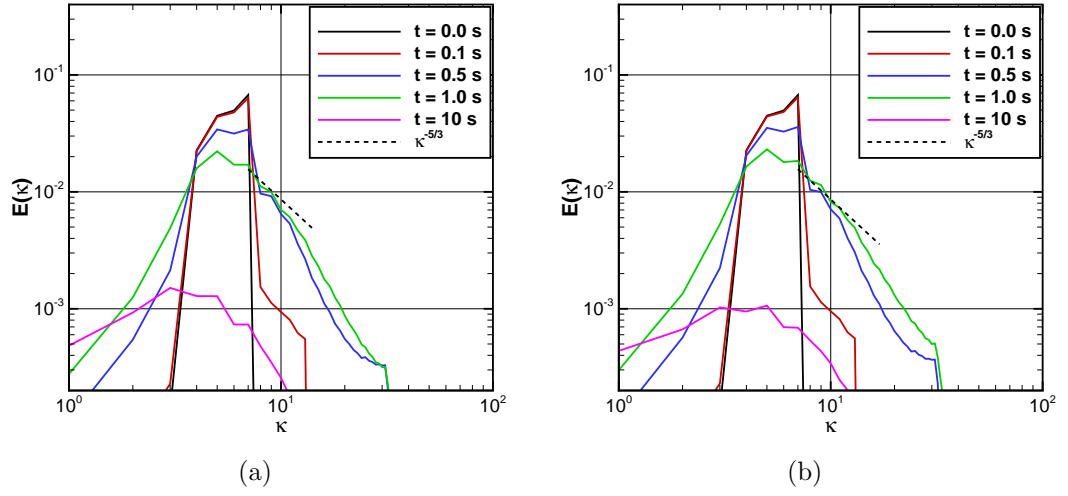 t = 0.0 s
t = 0.1 s
t = 0.5 s
t = 1.0 s
t = 10 s
κ^-5/3
10^-1
10^-2
10^-3
E(κ)
10^0
10^1
10^2
κ
(a)
t = 0.0 s
t = 0.1 s
t = 0.5 s
t = 1.0 s
t = 10 s
κ^-5/3
10^-1
10^-2
10^-3
E(κ)
10^0
10^1
10^2
κ
(b)